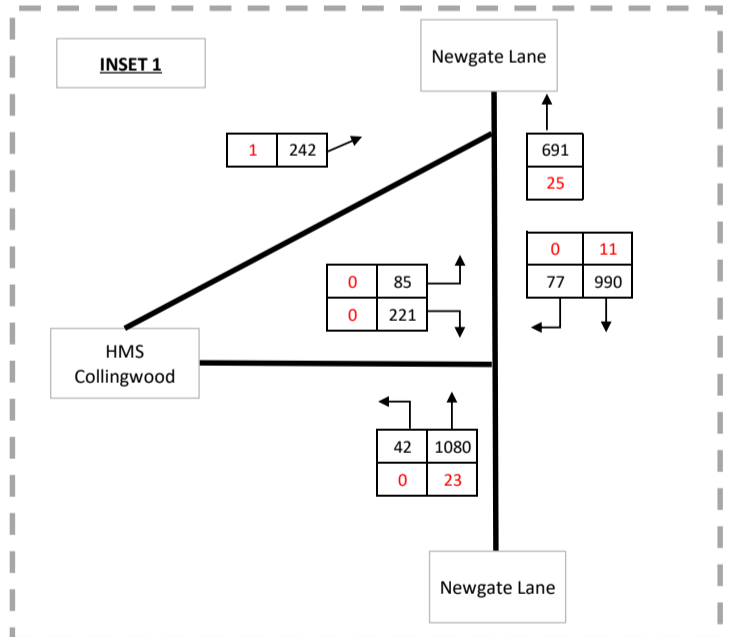 Newgate Lane
INSET 1
1 242
691
25
0 11
77 990
0 85
0 221
HMS
Collingwood
42 1080
0 23
Newgate Lane